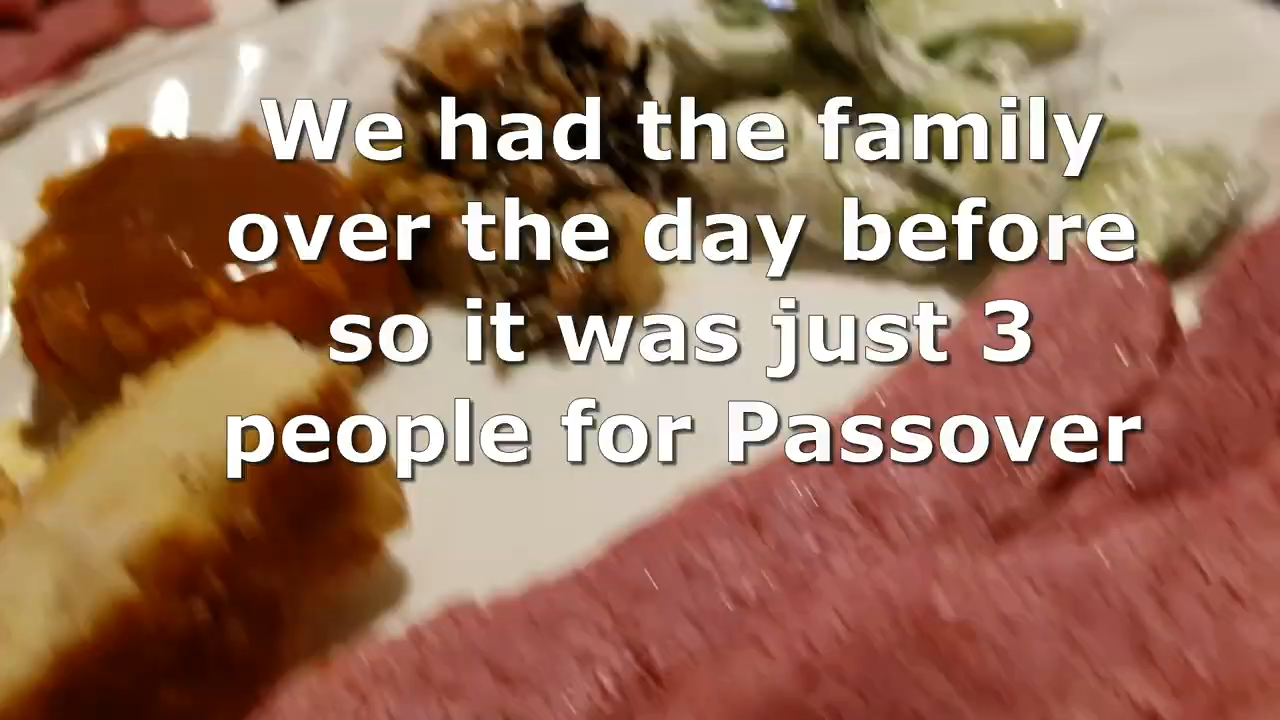 We had the family
over the day before
so it was just 3
people for Passover